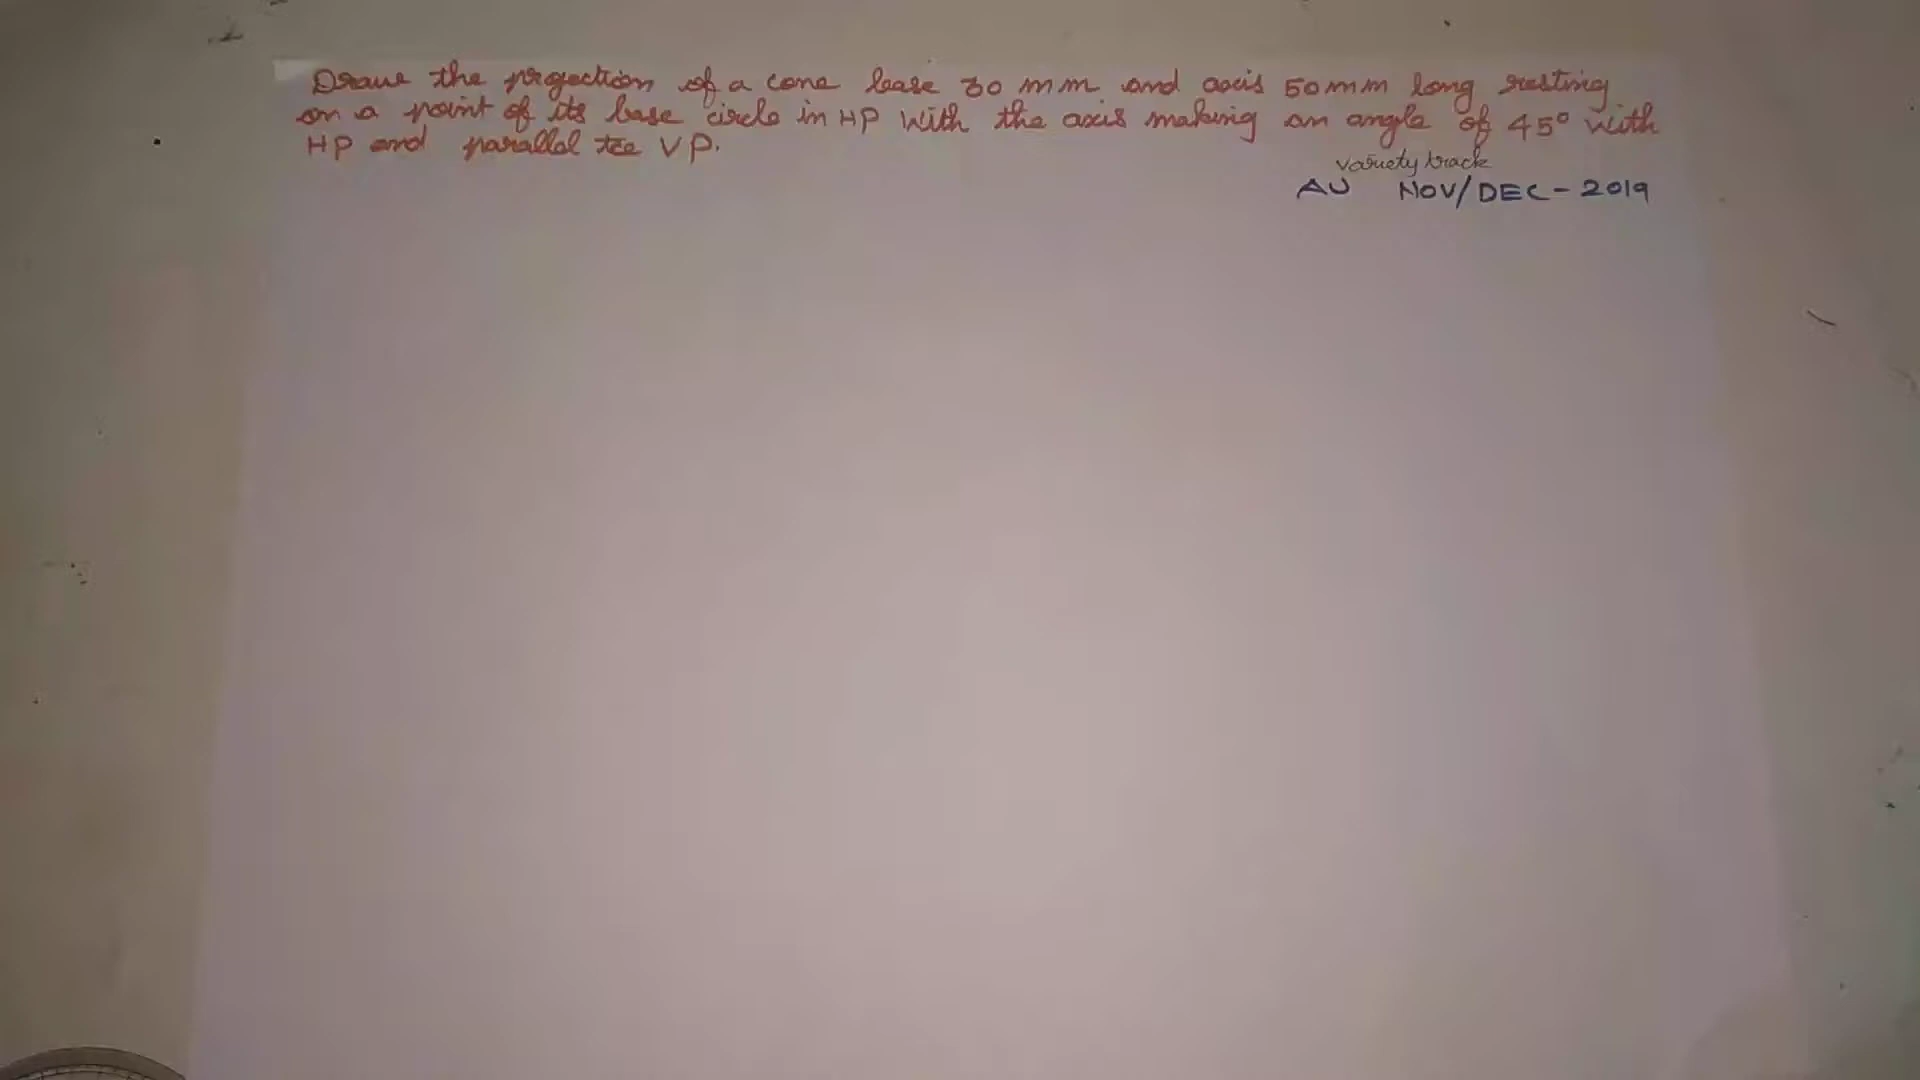 Draw the projection of a cone base 30 mm and axis 50mm long resting
on a point of its base circle in HP with the axis making an angle of 45° with
HP and parallel to VP.
variety track
AU NOV/DEC-2019